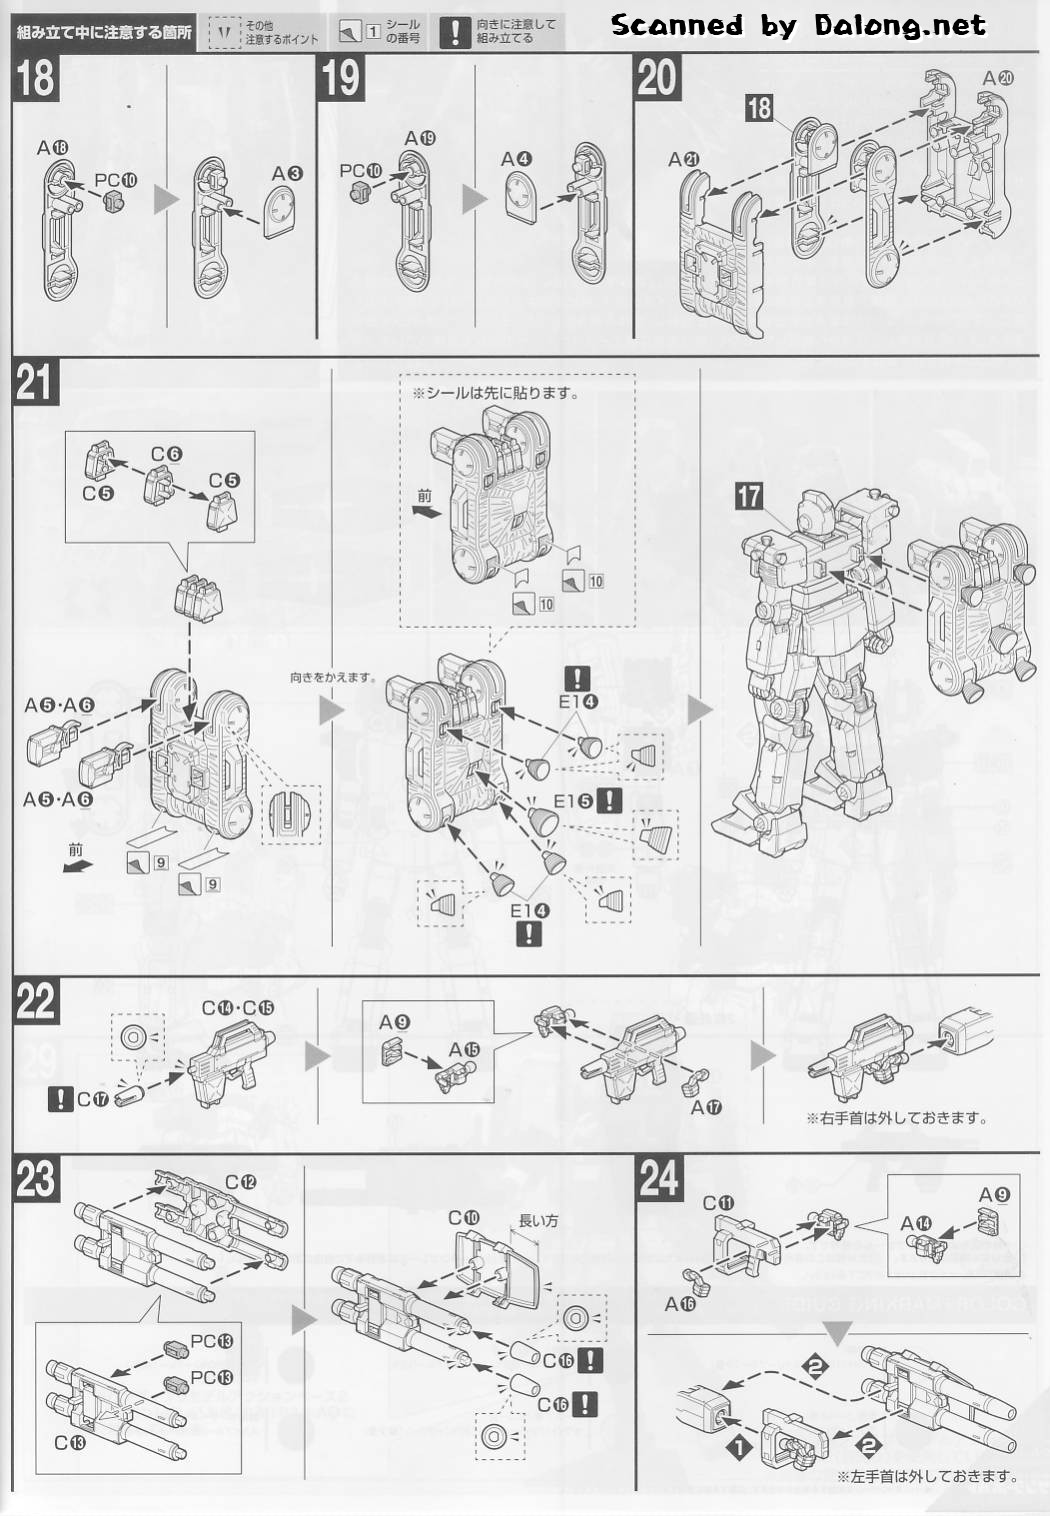 組み立て中に注意する箇所
その他
注意するポイント
1
シール
の番号
!
向きに注意して
組み立てる
Scanned by Dalong.net
18
A18
PC10
A3
19
A19
PC10
A4
20
18
A21
A20
21
C6
C5
C5
A5・A6
A5・A6
前
9
9
向きをかえます。
※シールは先に貼ります。
前
10
10
!
E14
E15 !
E14
!
17
22
C14・C15
! C17
A9
A15
A17
※右手首は外しておきます。
23
C12
PC13
PC13
C13
C10
長い方
C16 !
C16 !
24
C11
A16
A14
A9
2
1
2
※左手首は外しておきます。